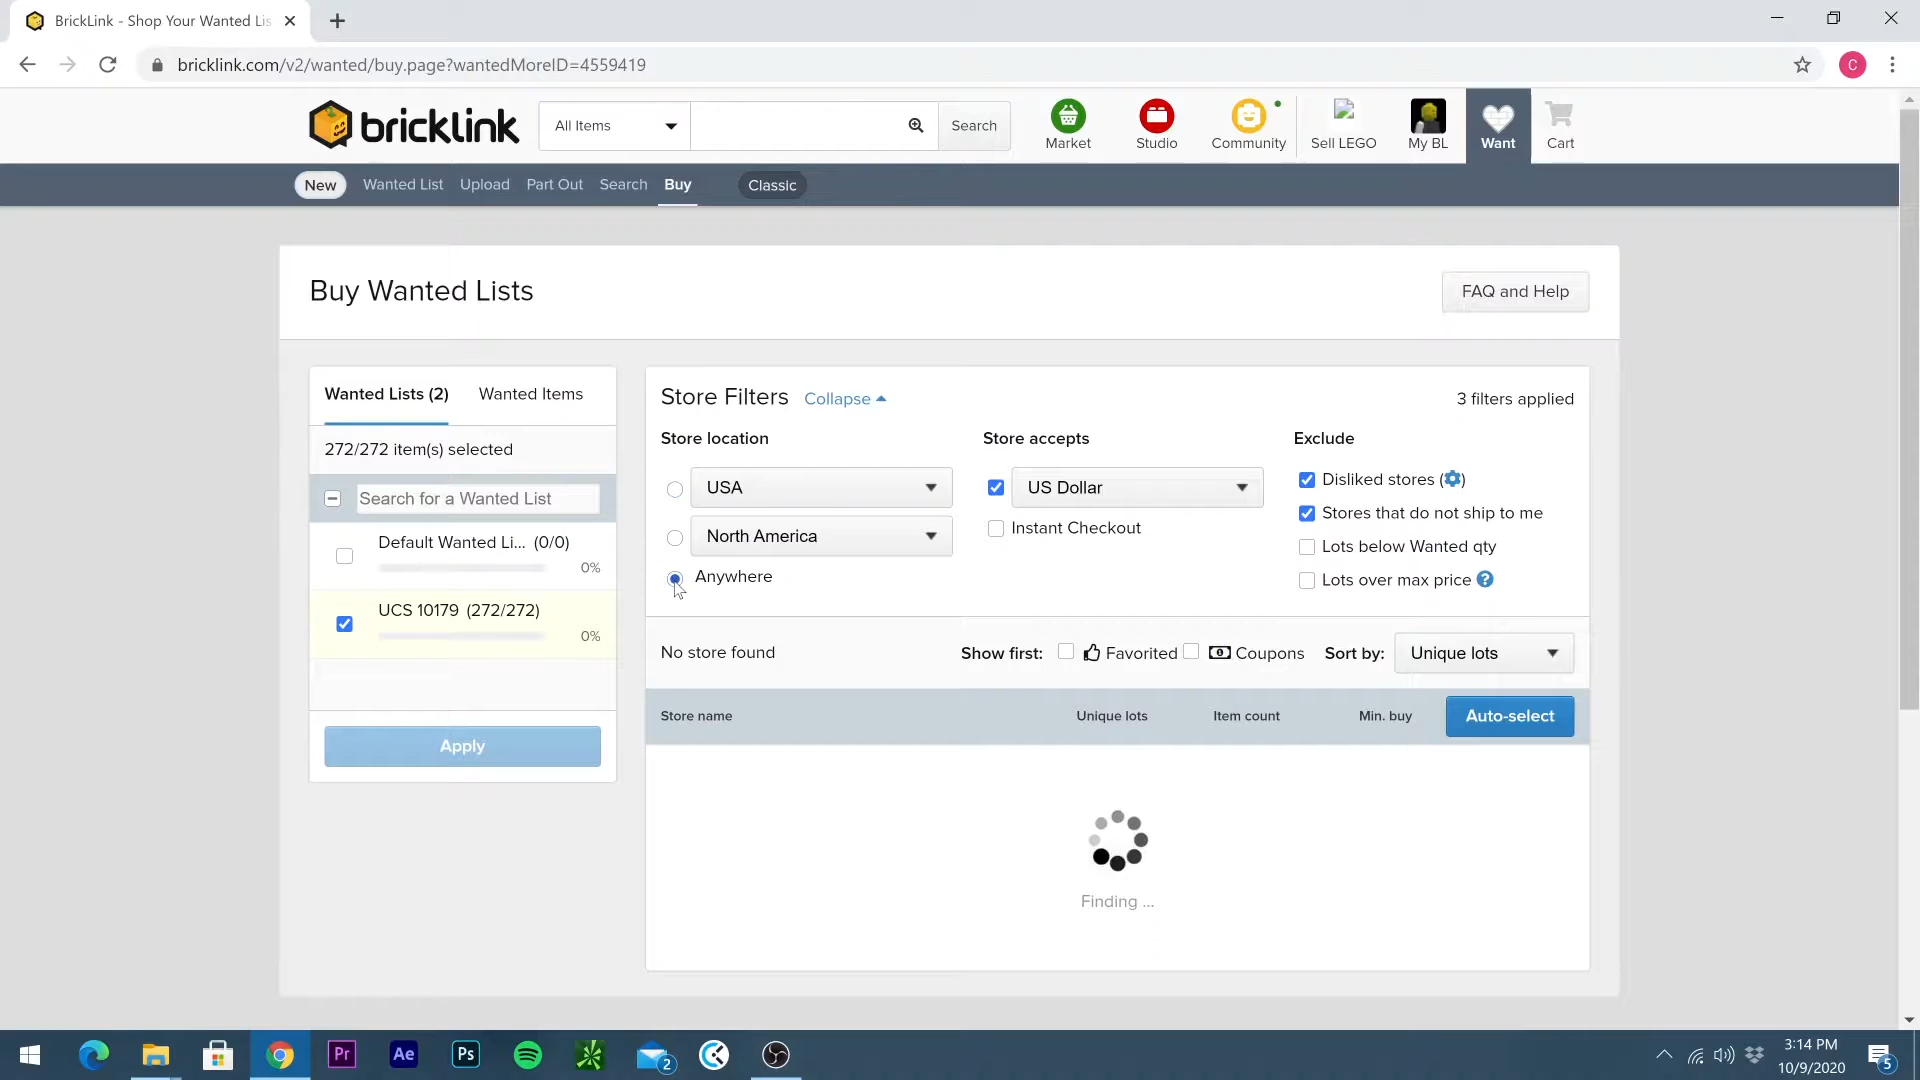 BrickLink - Shop Your Wanted Lis
bricklink.com/v2/wanted/buy.page?wantedMoreID=4559419
C
bricklink
All Items
Search
Market
Studio
Community
Sell LEGO
My BL
Want
Cart
New
Wanted List
Upload
Part Out
Search
Buy
Classic
Buy Wanted Lists
FAQ and Help
Wanted Lists (2)
Wanted Items
272/272 item(s) selected
Search for a Wanted List
Default Wanted Li... (0/0)
0%
UCS 10179 (272/272)
0%
Apply
Store Filters
Collapse
3 filters applied
Store location
USA
North America
Anywhere
Store accepts
US Dollar
Instant Checkout
Exclude
Disliked stores ( )
Stores that do not ship to me
Lots below Wanted qty
Lots over max price ?
No store found
Show first:
Favorited
Coupons
Sort by:
Unique lots
Store name
Unique lots
Item count
Min. buy
Auto-select
Finding ...
Pr
Ae
Ps
2
3:14 PM
10/9/2020
5